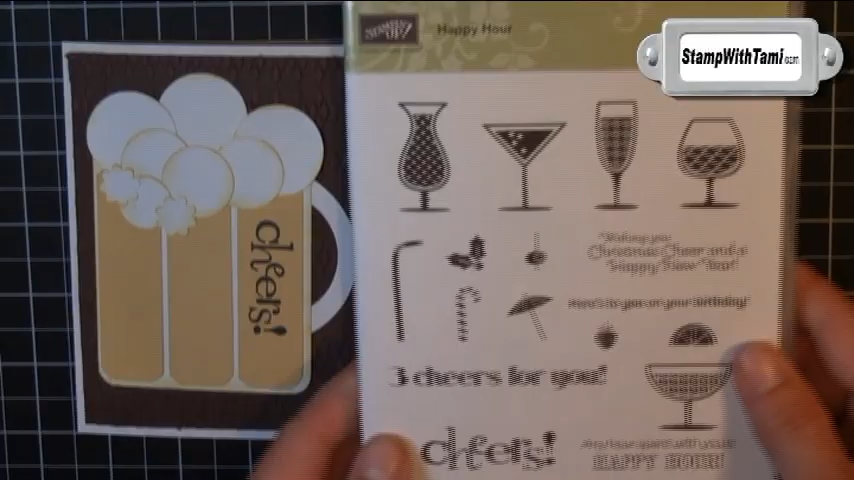 STAMPIN' UP!
Happy Hour
StampWithTami.com
cheers!
Wishing you
Christmas Cheer and a
Happy New Year!
Here's to you on your birthday!
3 cheers for you!
cheers!
HAPPY HOUR!